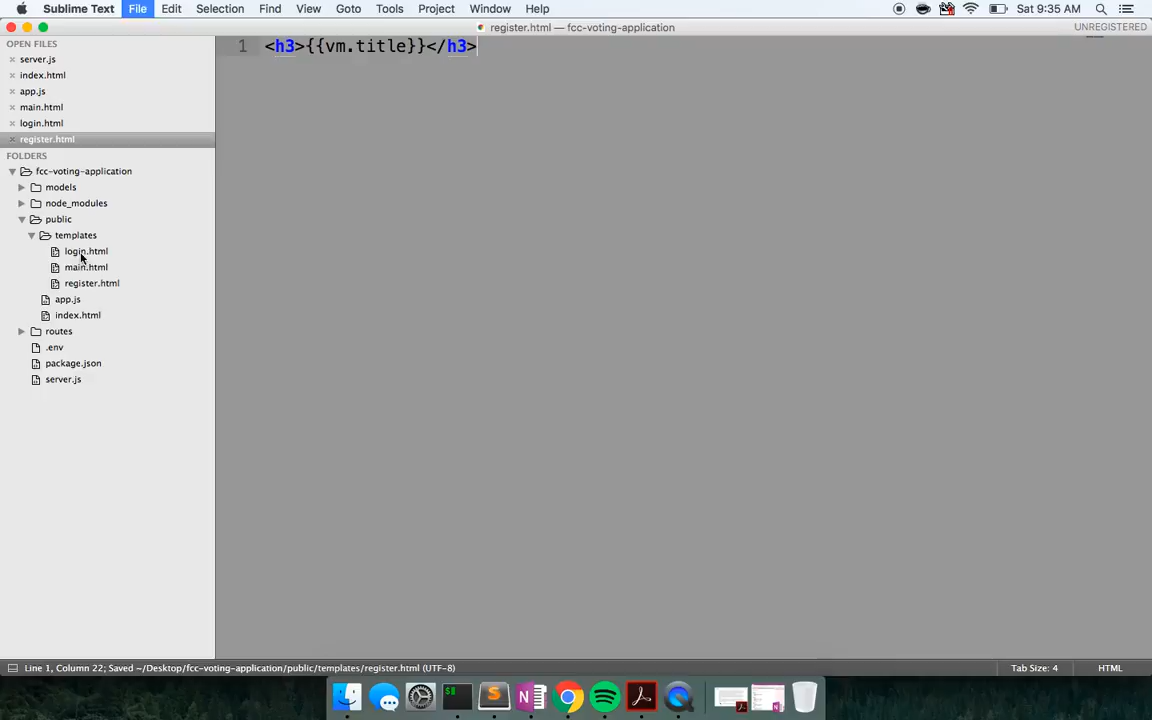 Sublime Text File Edit Selection Find View Goto Tools Project Window Help Sat 9:35 AM
register.html — fcc-voting-application UNREGISTERED
OPEN FILES
server.js
index.html
app.js
main.html
login.html
register.html
FOLDERS
fcc-voting-application
models
node_modules
public
templates
login.html
main.html
register.html
app.js
index.html
routes
.env
package.json
server.js
1 <h3>{{vm.title}}</h3>
Line 1, Column 22; Saved ~/Desktop/fcc-voting-application/public/templates/register.html (UTF-8) Tab Size: 4 HTML